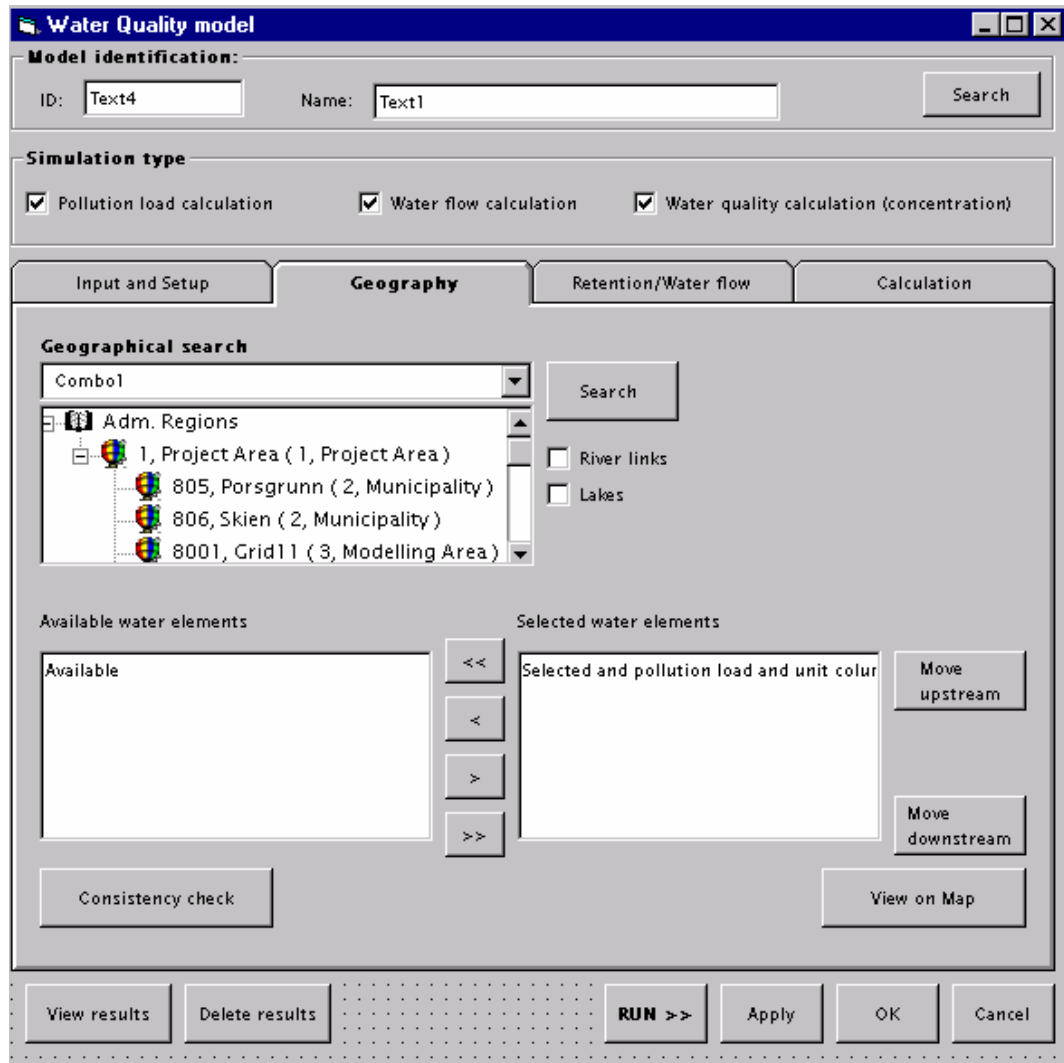 Water Quality model
Model identification:
ID: Text4 Name: Text1 Search
Simulation type
Pollution load calculation Water flow calculation Water quality calculation (concentration)
Input and Setup Geography Retention/Water flow Calculation
Geographical search
Combo1 Search
Adm. Regions
1, Project Area ( 1, Project Area )
805, Porsgrunn ( 2, Municipality )
806, Skien ( 2, Municipality )
8001, Grid11 ( 3, Modelling Area )
River links
Lakes
Available water elements Selected water elements
Available
<<
<
>
>>
Selected and pollution load and unit colur
Move
upstream
Move
downstream
Consistency check View on Map
View results Delete results RUN >> Apply OK Cancel